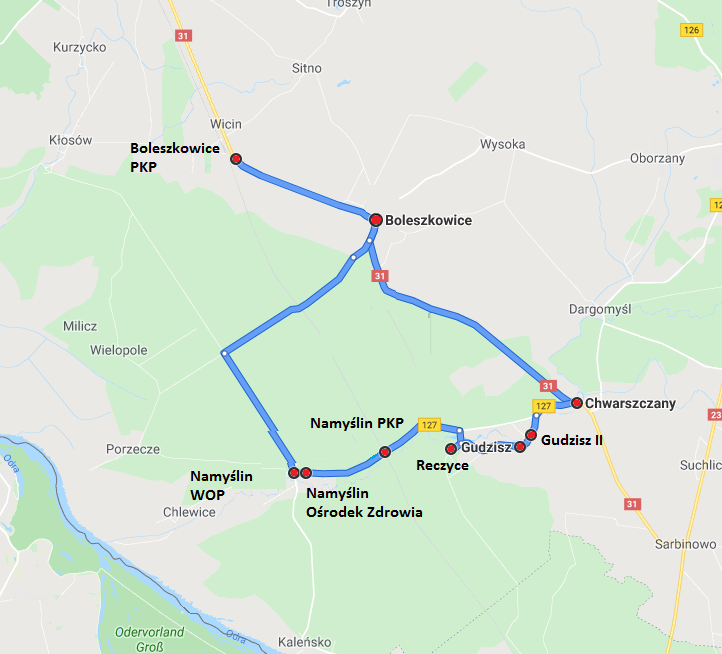 Troszyn
126
Kurzycko
31
Sitno
Wicin
Kłosów
Boleszkowice
PKP
Wysoka
Oborzany
Boleszkowice
31
Dargomyśl
Milicz
Wielopole
31
Chwarszczany
127
23
Namyślin PKP
127
Gudzisz
Gudzisz II
Porzecze
Reczyce
Odra
Suchlic
Namyślin
WOP
Namyślin
Ośrodek Zdrowia
Chlewice
31
Sarbinowo
Odra
Odervorland
Groß
Kaleńsko